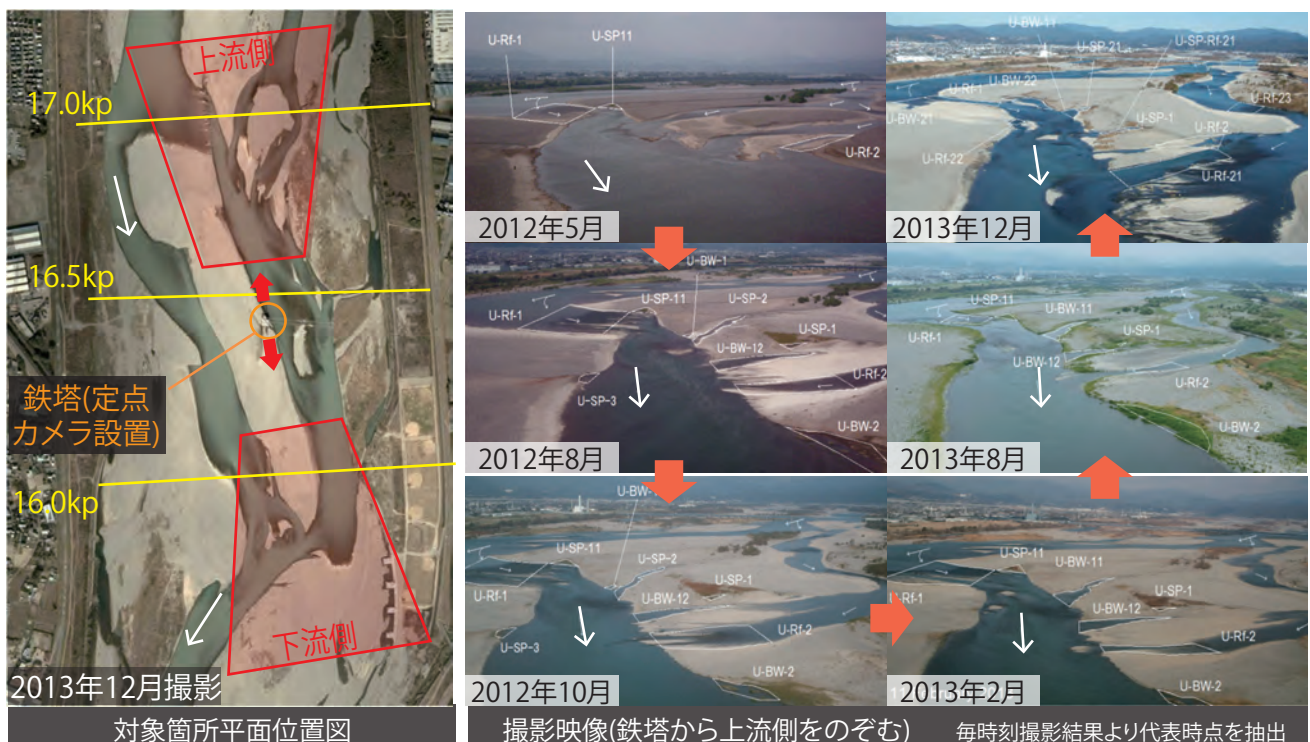 上流側
17.0kp
16.5kp
鉄塔(定点
カメラ設置)
16.0kp
下流側
2013年12月撮影
対象箇所平面位置図
U-Rf-1
U-SP11
U-Rf-2
2012年5月
U-BW-1
U-SP-11
U-SP-2
U-Rf-1
U-SP-1
U-BW-12
U-Rf-2
U-SP-3
U-BW-2
2012年8月
U-SP-11
U-SP-2
U-SP-1
U-Rf-1
U-BW-12
U-Rf-2
U-SP-3
U-BW-2
2012年10月
U-SP-11
U-BW-11
U-SP-1
U-Rf-1
U-BW-12
U-Rf-2
U-BW-2
2013年2月
U-SP-11
U-BW-11
U-Rf-1
U-SP-1
U-BW-12
U-Rf-2
U-BW-2
2013年8月
U-BW-11
U-SP-21
U-SP-Rf-21
U-Rf-1
U-BW-22
U-Rf-23
U-BW-21
U-SP-1
U-Rf-2
U-Rf-22
U-Rf-21
2013年12月
撮影映像(鉄塔から上流側をのぞむ) 毎時刻撮影結果より代表時点を抽出